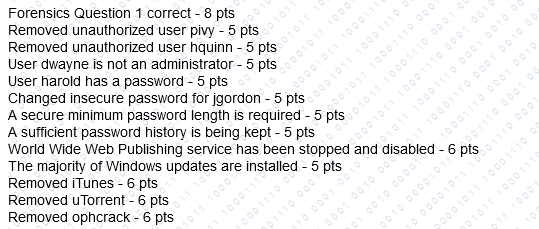 Forensics Question 1 correct - 8 pts
Removed unauthorized user pivy - 5 pts
Removed unauthorized user hquinn - 5 pts
User dwayne is not an administrator - 5 pts
User harold has a password - 5 pts
Changed insecure password for jgordon - 5 pts
A secure minimum password length is required - 5 pts
A sufficient password history is being kept - 5 pts
World Wide Web Publishing service has been stopped and disabled - 6 pts
The majority of Windows updates are installed - 5 pts
Removed iTunes - 6 pts
Removed uTorrent - 6 pts
Removed ophcrack - 6 pts